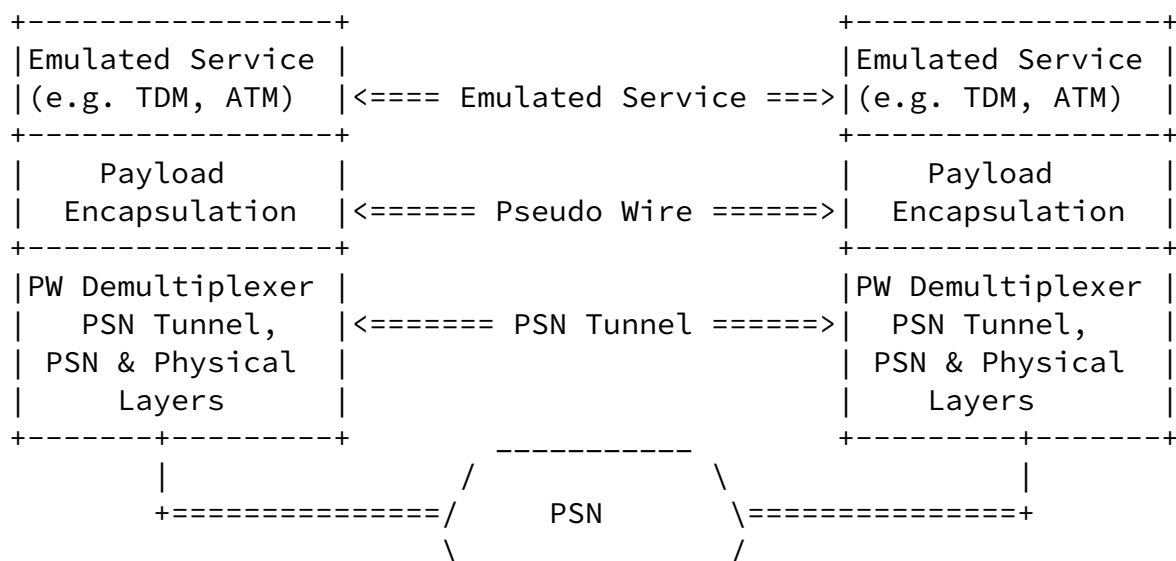 +-----------------+                           +-----------------+
|Emulated Service |                           |Emulated Service |
|(e.g. TDM, ATM)  |<==== Emulated Service ===>|(e.g. TDM, ATM)  |
+-----------------+                           +-----------------+
|    Payload      |                           |    Payload      |
|  Encapsulation  |<====== Pseudo Wire ======>|  Encapsulation  |
+-----------------+                           +-----------------+
|PW Demultiplexer |                           |PW Demultiplexer |
|   PSN Tunnel,   |<======= PSN Tunnel ======>|   PSN Tunnel,   |
| PSN & Physical  |                           | PSN & Physical  |
|     Layers      |                           |     Layers      |
+-------+---------+        ___________        +---------+-------+
        |                /             \                |
        +===============/     PSN       \===============+
                        \               /